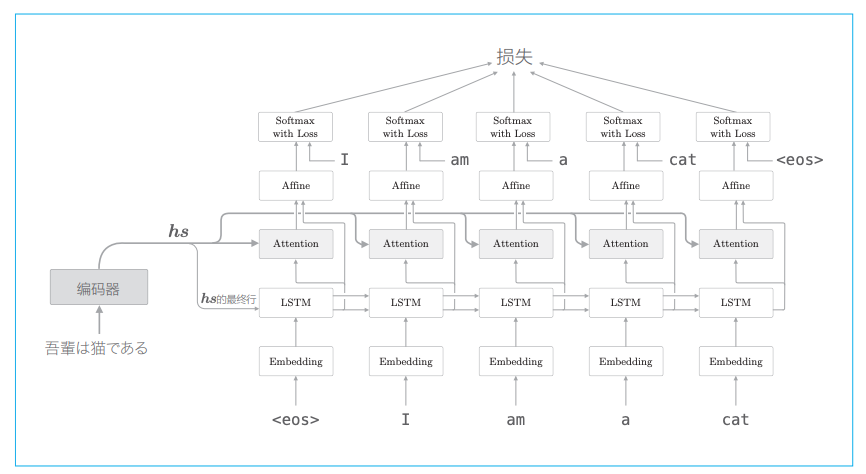 损失
Softmax
with Loss
Softmax
with Loss
Softmax
with Loss
Softmax
with Loss
Softmax
with Loss
I
am
a
cat
<eos>
Affine
Affine
Affine
Affine
Affine
hs
Attention
Attention
Attention
Attention
Attention
编码器
hs的最终行
LSTM
LSTM
LSTM
LSTM
LSTM
吾輩は猫である
Embedding
Embedding
Embedding
Embedding
Embedding
<eos>
I
am
a
cat